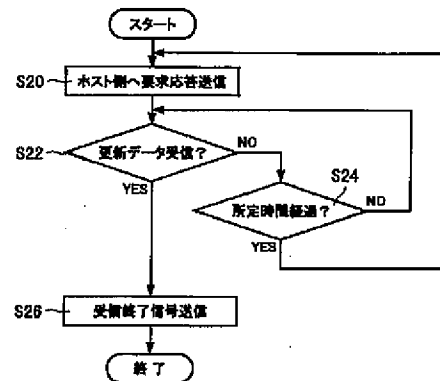 スタート
S20
ホスト側へ要求応答送信
S22
更新データ受信？
NO
YES
S24
所定時間経過？
NO
YES
S26
受信終了信号送信
終了